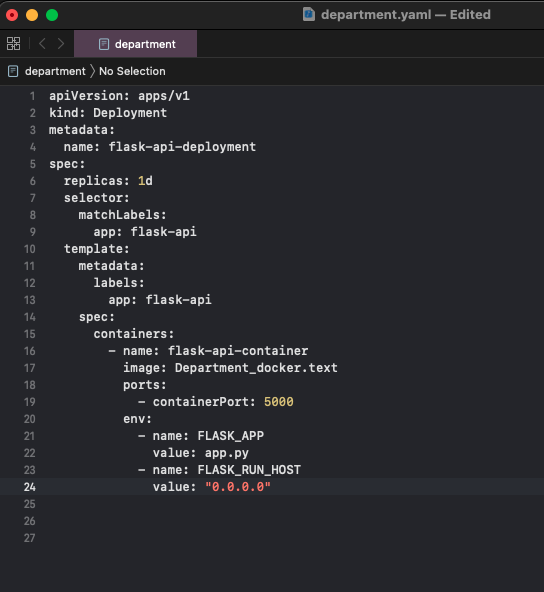 department.yaml — Edited
department
department 〉No Selection
1 apiVersion: apps/v1
2 kind: Deployment
3 metadata:
4   name: flask-api-deployment
5 spec:
6   replicas: 1d
7   selector:
8     matchLabels:
9       app: flask-api
10   template:
11     metadata:
12       labels:
13         app: flask-api
14     spec:
15       containers:
16         - name: flask-api-container
17           image: Department_docker.text
18           ports:
19             - containerPort: 5000
20           env:
21             - name: FLASK_APP
22               value: app.py
23             - name: FLASK_RUN_HOST
24               value: "0.0.0.0"
25
26
27